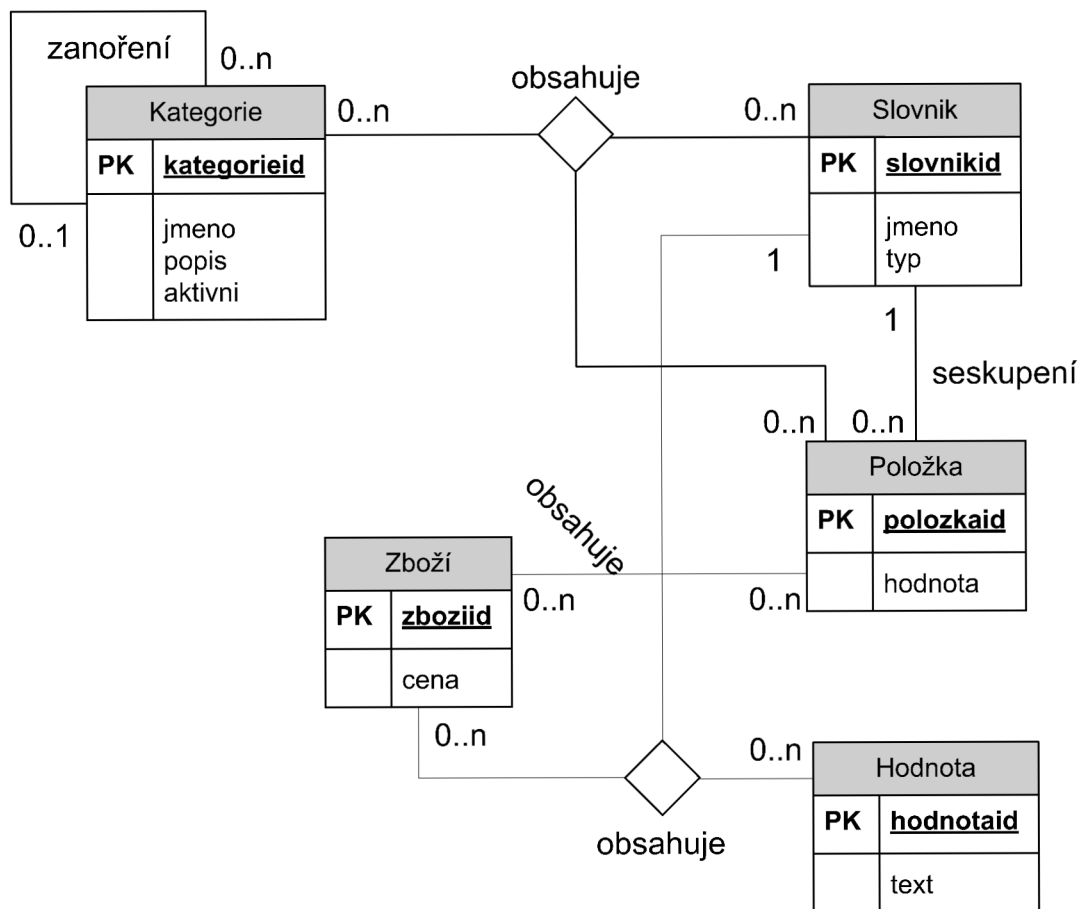 zanoření
0..n
0..1
Kategorie
PK kategorieid
jmeno
popis
aktivni
0..n
obsahuje
0..n
Slovnik
PK slovnikid
jmeno
typ
1
1
seskupení
0..n
0..n
Položka
PK polozkaid
hodnota
obsahuje
Zboží
PK zboziid
cena
0..n
0..n
0..n
0..n
obsahuje
Hodnota
PK hodnotaid
text